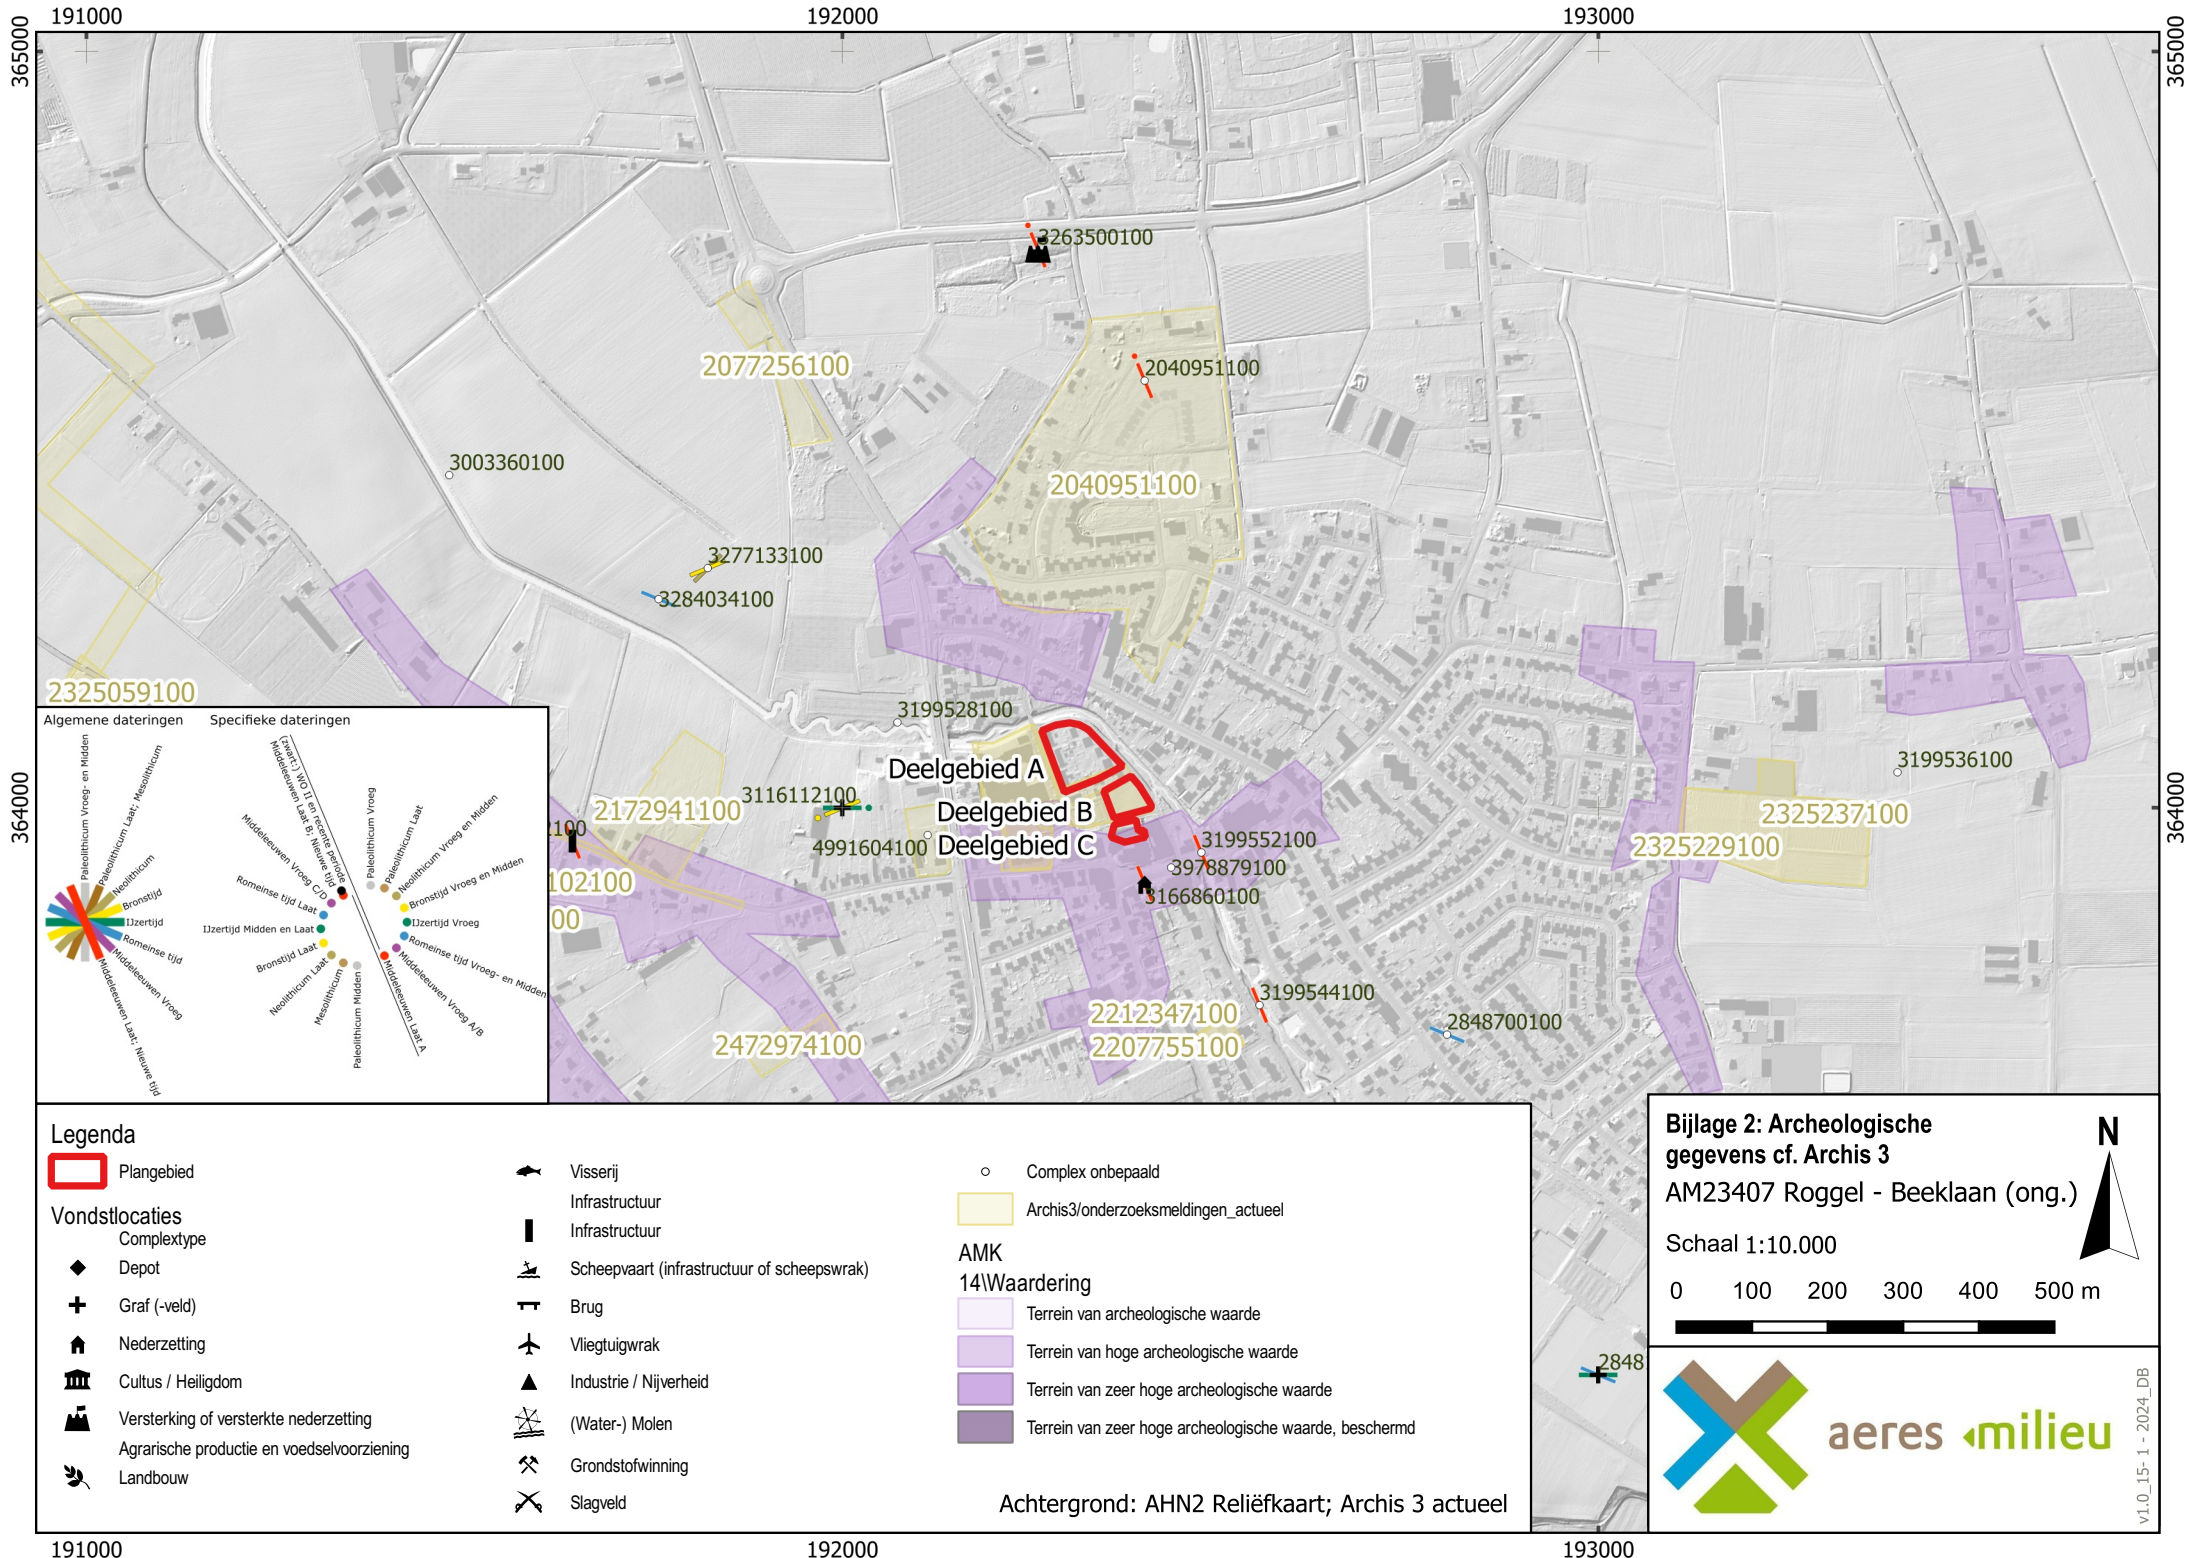 191000
192000
193000
365000
365000
3263500100
2077256100
2040951100
3003360100
2040951100
3277133100
3284034100
2325059100
3199528100
3199536100
Deelgebied A
364000
364000
3116112100
2172941100
Deelgebied B
2325237100
2100
4991604100
Deelgebied C
3199552100
2325229100
3978879100
102100
3166860100
00
3199544100
2212347100
2848700100
2472974100
2207755100
2848
Algemene dateringen
Specifieke dateringen
Paleolithicum Vroeg- en Midden
Paleolithicum Laat; Mesolithicum
Neolithicum
Bronstijd
IJzertijd
Romeinse tijd
Middeleeuwen Vroeg
Middeleeuwen Laat; Nieuwe tijd
(zwart:) WO II en recente periode
Middeleeuwen Laat B; Nieuwe tijd
Middeleeuwen Vroeg C/D
Romeinse tijd Laat
IJzertijd Midden en Laat
Bronstijd Laat
Neolithicum Laat
Mesolithicum
Paleolithicum Midden
Paleolithicum Vroeg
Paleolithicum Laat
Neolithicum Vroeg en Midden
Bronstijd Vroeg en Midden
IJzertijd Vroeg
Romeinse tijd Vroeg- en Midden
Middeleeuwen Vroeg A/B
Middeleeuwen Laat A
Legenda
Plangebied
Vondstlocaties
Complextype
Depot
Graf (-veld)
Nederzetting
Cultus / Heiligdom
Versterking of versterkte nederzetting
Agrarische productie en voedselvoorziening
Landbouw
Visserij
Infrastructuur
Infrastructuur
Scheepvaart (infrastructuur of scheepswrak)
Brug
Vliegtuigwrak
Industrie / Nijverheid
(Water-) Molen
Grondstofwinning
Slagveld
Complex onbepaald
Archis3/onderzoeksmeldingen_actueel
AMK
14\Waardering
Terrein van archeologische waarde
Terrein van hoge archeologische waarde
Terrein van zeer hoge archeologische waarde
Terrein van zeer hoge archeologische waarde, beschermd
Achtergrond: AHN2 Reliëfkaart; Archis 3 actueel
Bijlage 2: Archeologische
gegevens cf. Archis 3
AM23407 Roggel - Beeklaan (ong.)
Schaal 1:10.000
N
0 100 200 300 400 500 m
aeres milieu
v1.0_15- 1 - 2024_DB
191000
192000
193000